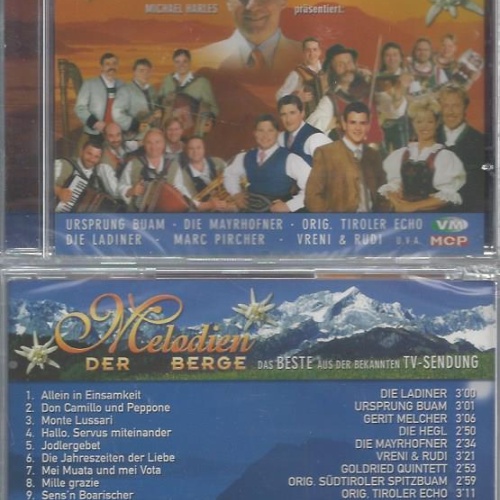 MICHAEL HARLES präsentiert:
URSPRUNG BUAM · DIE MAYRHOFNER · ORIG. TIROLER ECHO VM
DIE LADINER · MARC PIRCHER · VRENI & RUDI U.V.A. MCP
Melodien
DER BERGE DAS BESTE AUS DER BEKANNTEN TV-SENDUNG
1. Allein in Einsamkeit DIE LADINER 3'00
2. Don Camillo und Peppone URSPRUNG BUAM 3'01
3. Monte Lussari GERIT MELCHER 3'06
4. Hallo, Servus miteinander DIE HEGL 2'50
5. Jodlergebet DIE MAYRHOFNER 2'34
6. Die Jahreszeiten der Liebe VRENI & RUDI 3'21
7. Mei Muata und mei Vota GOLDRIED QUINTETT 2'53
8. Mille grazie ORIG. SÜDTIROLER SPITZBUAM 2'59
9. Sens'n Boarischer ORIG. TIROLER ECHO 3'11